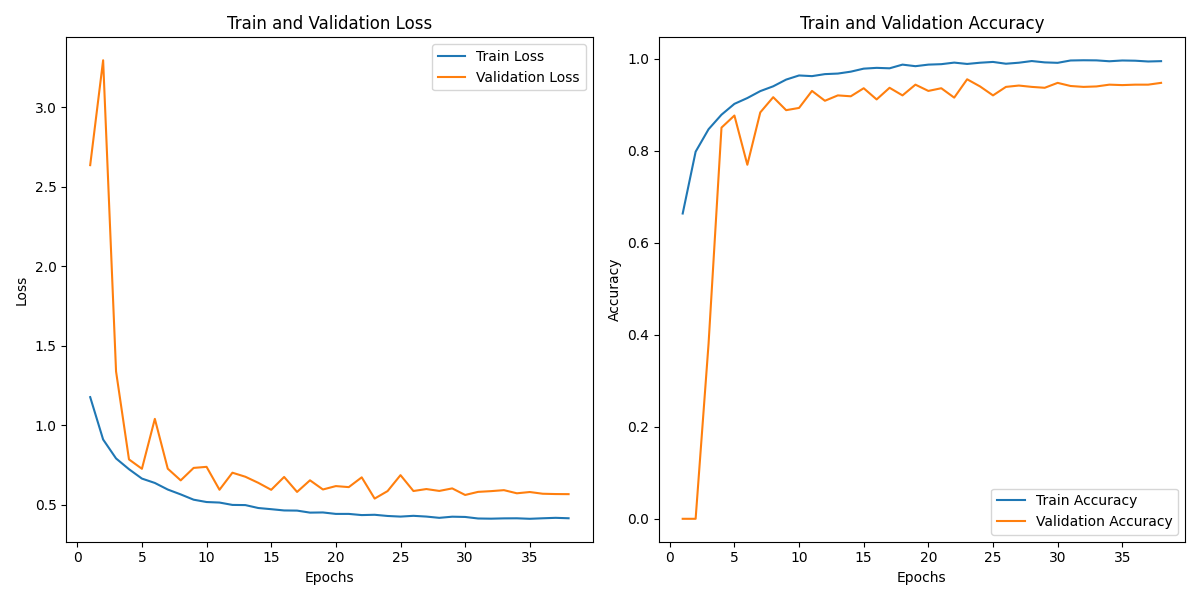 Train and Validation Loss
Train Loss
Validation Loss
3.0
2.5
2.0
1.5
1.0
0.5
Loss
0 5 10 15 20 25 30 35
Epochs
Train and Validation Accuracy
1.0
0.8
0.6
0.4
0.2
0.0
Accuracy
Train Accuracy
Validation Accuracy
0 5 10 15 20 25 30 35
Epochs